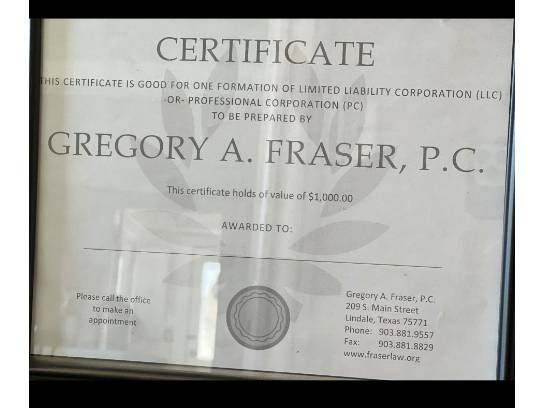 CERTIFICATE
THIS CERTIFICATE IS GOOD FOR ONE FORMATION OF LIMITED LIABILITY CORPORATION (LLC)
-OR- PROFESSIONAL CORPORATION (PC)
TO BE PREPARED BY
GREGORY A. FRASER, P.C.
This certificate holds of value of $1,000.00
AWARDED TO:
Please call the office
to make an
appointment
Gregory A. Fraser, P.C.
209 S. Main Street
Lindale, Texas 75771
Phone: 903.881.9557
Fax: 903.881.8829
www.fraserlaw.org